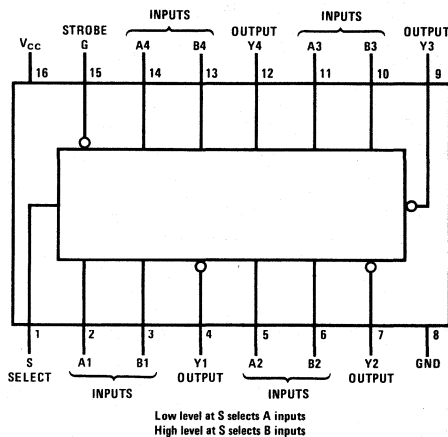 INPUTS INPUTS
STROBE OUTPUT OUTPUT
VCC G A4 B4 Y4 A3 B3 Y3
16 15 14 13 12 11 10 9
1 2 3 4 5 6 7 8
S A1 B1 Y1 A2 B2 Y2 GND
SELECT OUTPUT OUTPUT
INPUTS INPUTS
Low level at S selects A inputs
High level at S selects B inputs